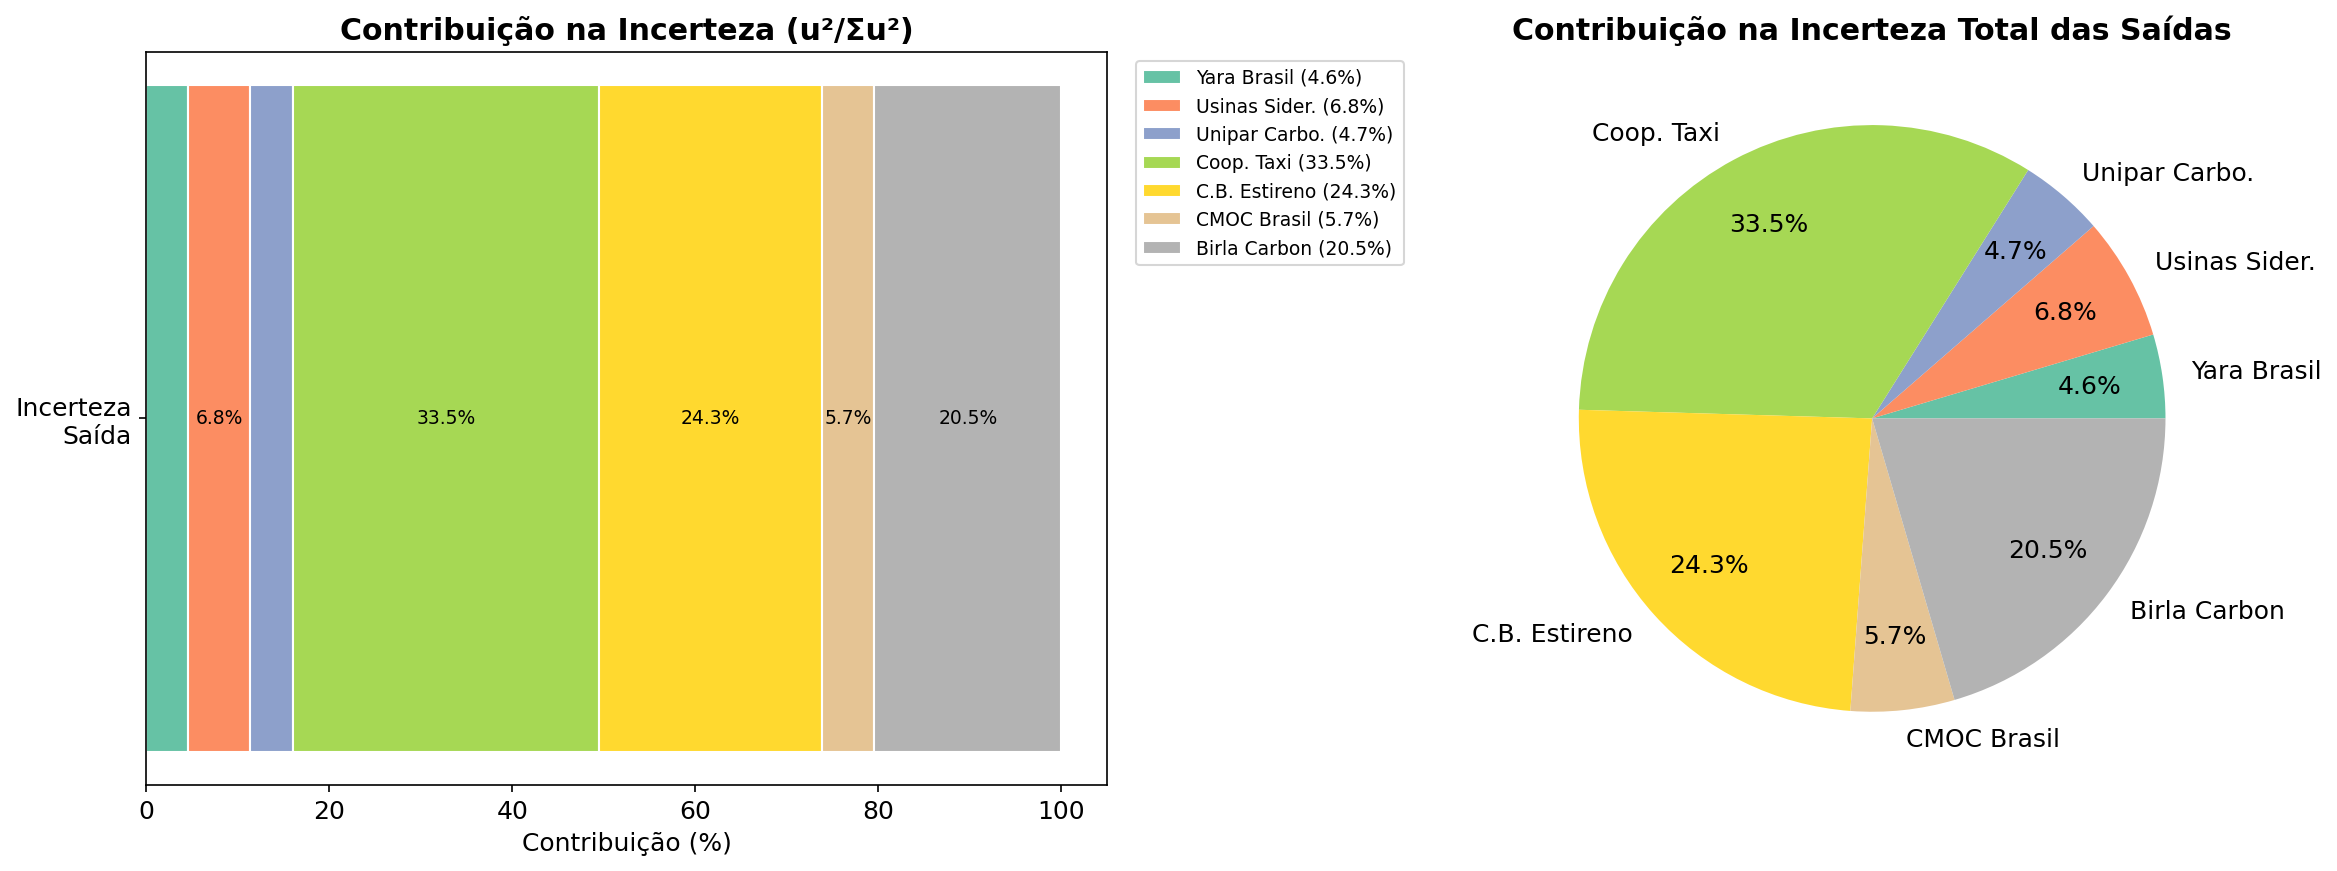 Contribuição na Incerteza (u²/Σu²)
Incerteza
Saída
6.8%
33.5%
24.3%
5.7%
20.5%
0
20
40
60
80
100
Contribuição (%)
Yara Brasil (4.6%)
Usinas Sider. (6.8%)
Unipar Carbo. (4.7%)
Coop. Taxi (33.5%)
C.B. Estireno (24.3%)
CMOC Brasil (5.7%)
Birla Carbon (20.5%)
Contribuição na Incerteza Total das Saídas
Coop. Taxi
33.5%
Unipar Carbo.
4.7%
Usinas Sider.
6.8%
Yara Brasil
4.6%
C.B. Estireno
24.3%
CMOC Brasil
5.7%
Birla Carbon
20.5%